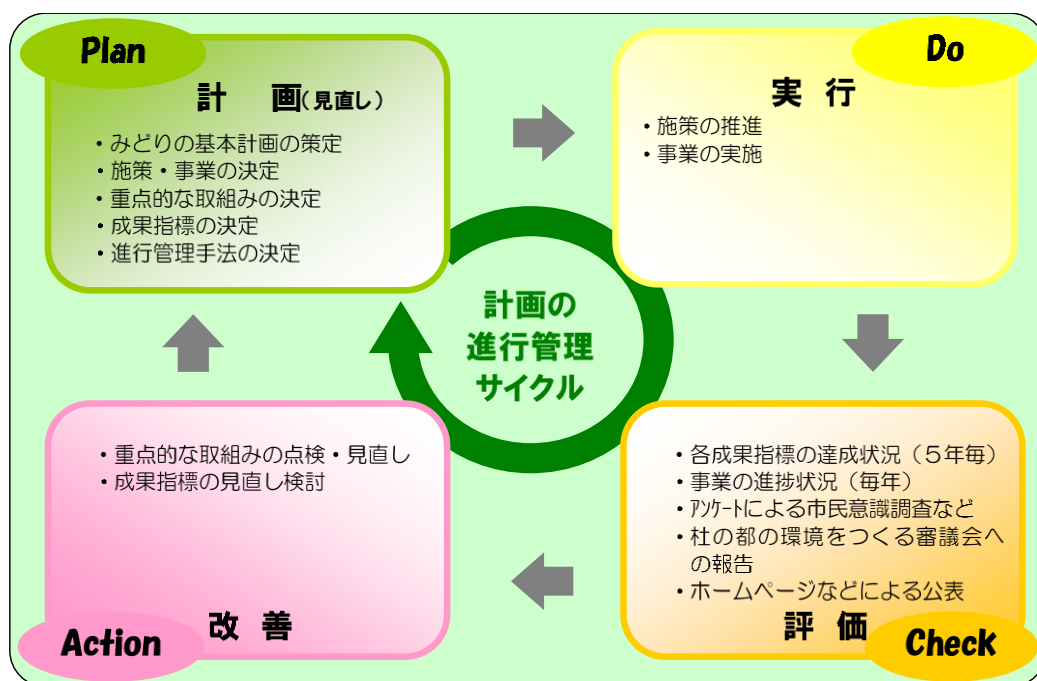 Plan
計 画(見直し)
・みどりの基本計画の策定
・施策・事業の決定
・重点的な取組みの決定
・成果指標の決定
・進行管理手法の決定
Do
実 行
・施策の推進
・事業の実施
計画の
進行管理
サイクル
・重点的な取組みの点検・見直し
・成果指標の見直し検討
改 善
Action
・各成果指標の達成状況（５年毎）
・事業の進捗状況（毎年）
・ｱﾝｹｰﾄによる市民意識調査など
・杜の都の環境をつくる審議会へ
の報告
・ホームページなどによる公表
評 価
Check